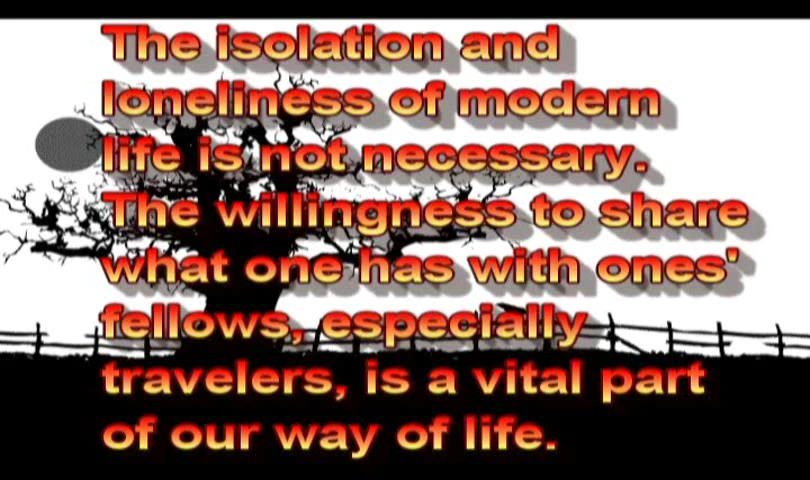 The isolation and
loneliness of modern
life is not necessary.
The willingness to share
what one has with ones'
fellows, especially
travelers, is a vital part
of our way of life.